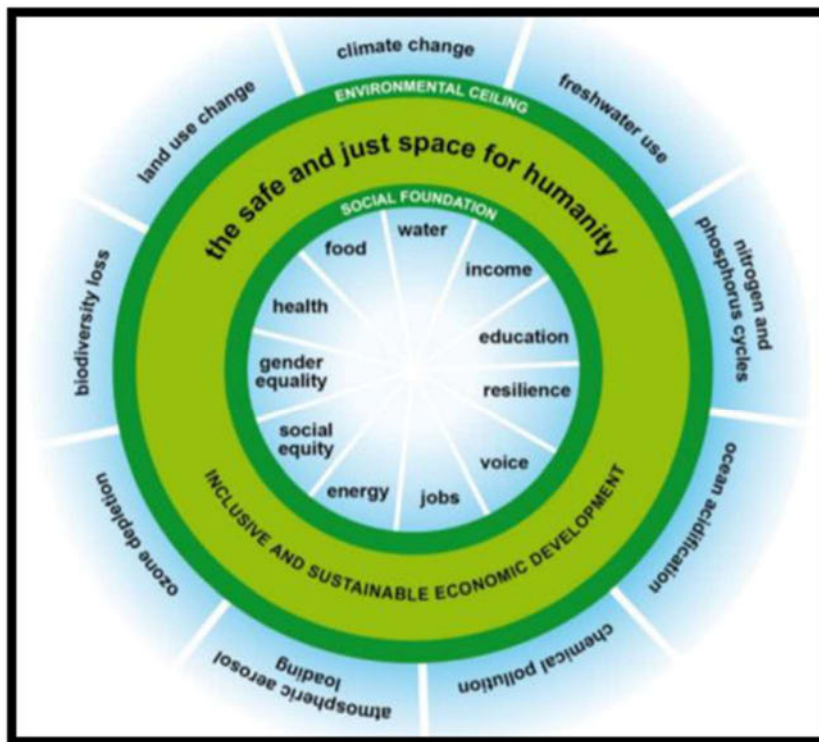 climate change
freshwater use
nitrogen and
phosphorus cycles
ocean acidification
chemical pollution
atmospheric aerosol
loading
ozone depletion
biodiversity loss
land use change
ENVIRONMENTAL CEILING
the safe and just space for humanity
SOCIAL FOUNDATION
water
income
education
resilience
voice
jobs
energy
social
equity
gender
equality
health
food
INCLUSIVE AND SUSTAINABLE ECONOMIC DEVELOPMENT